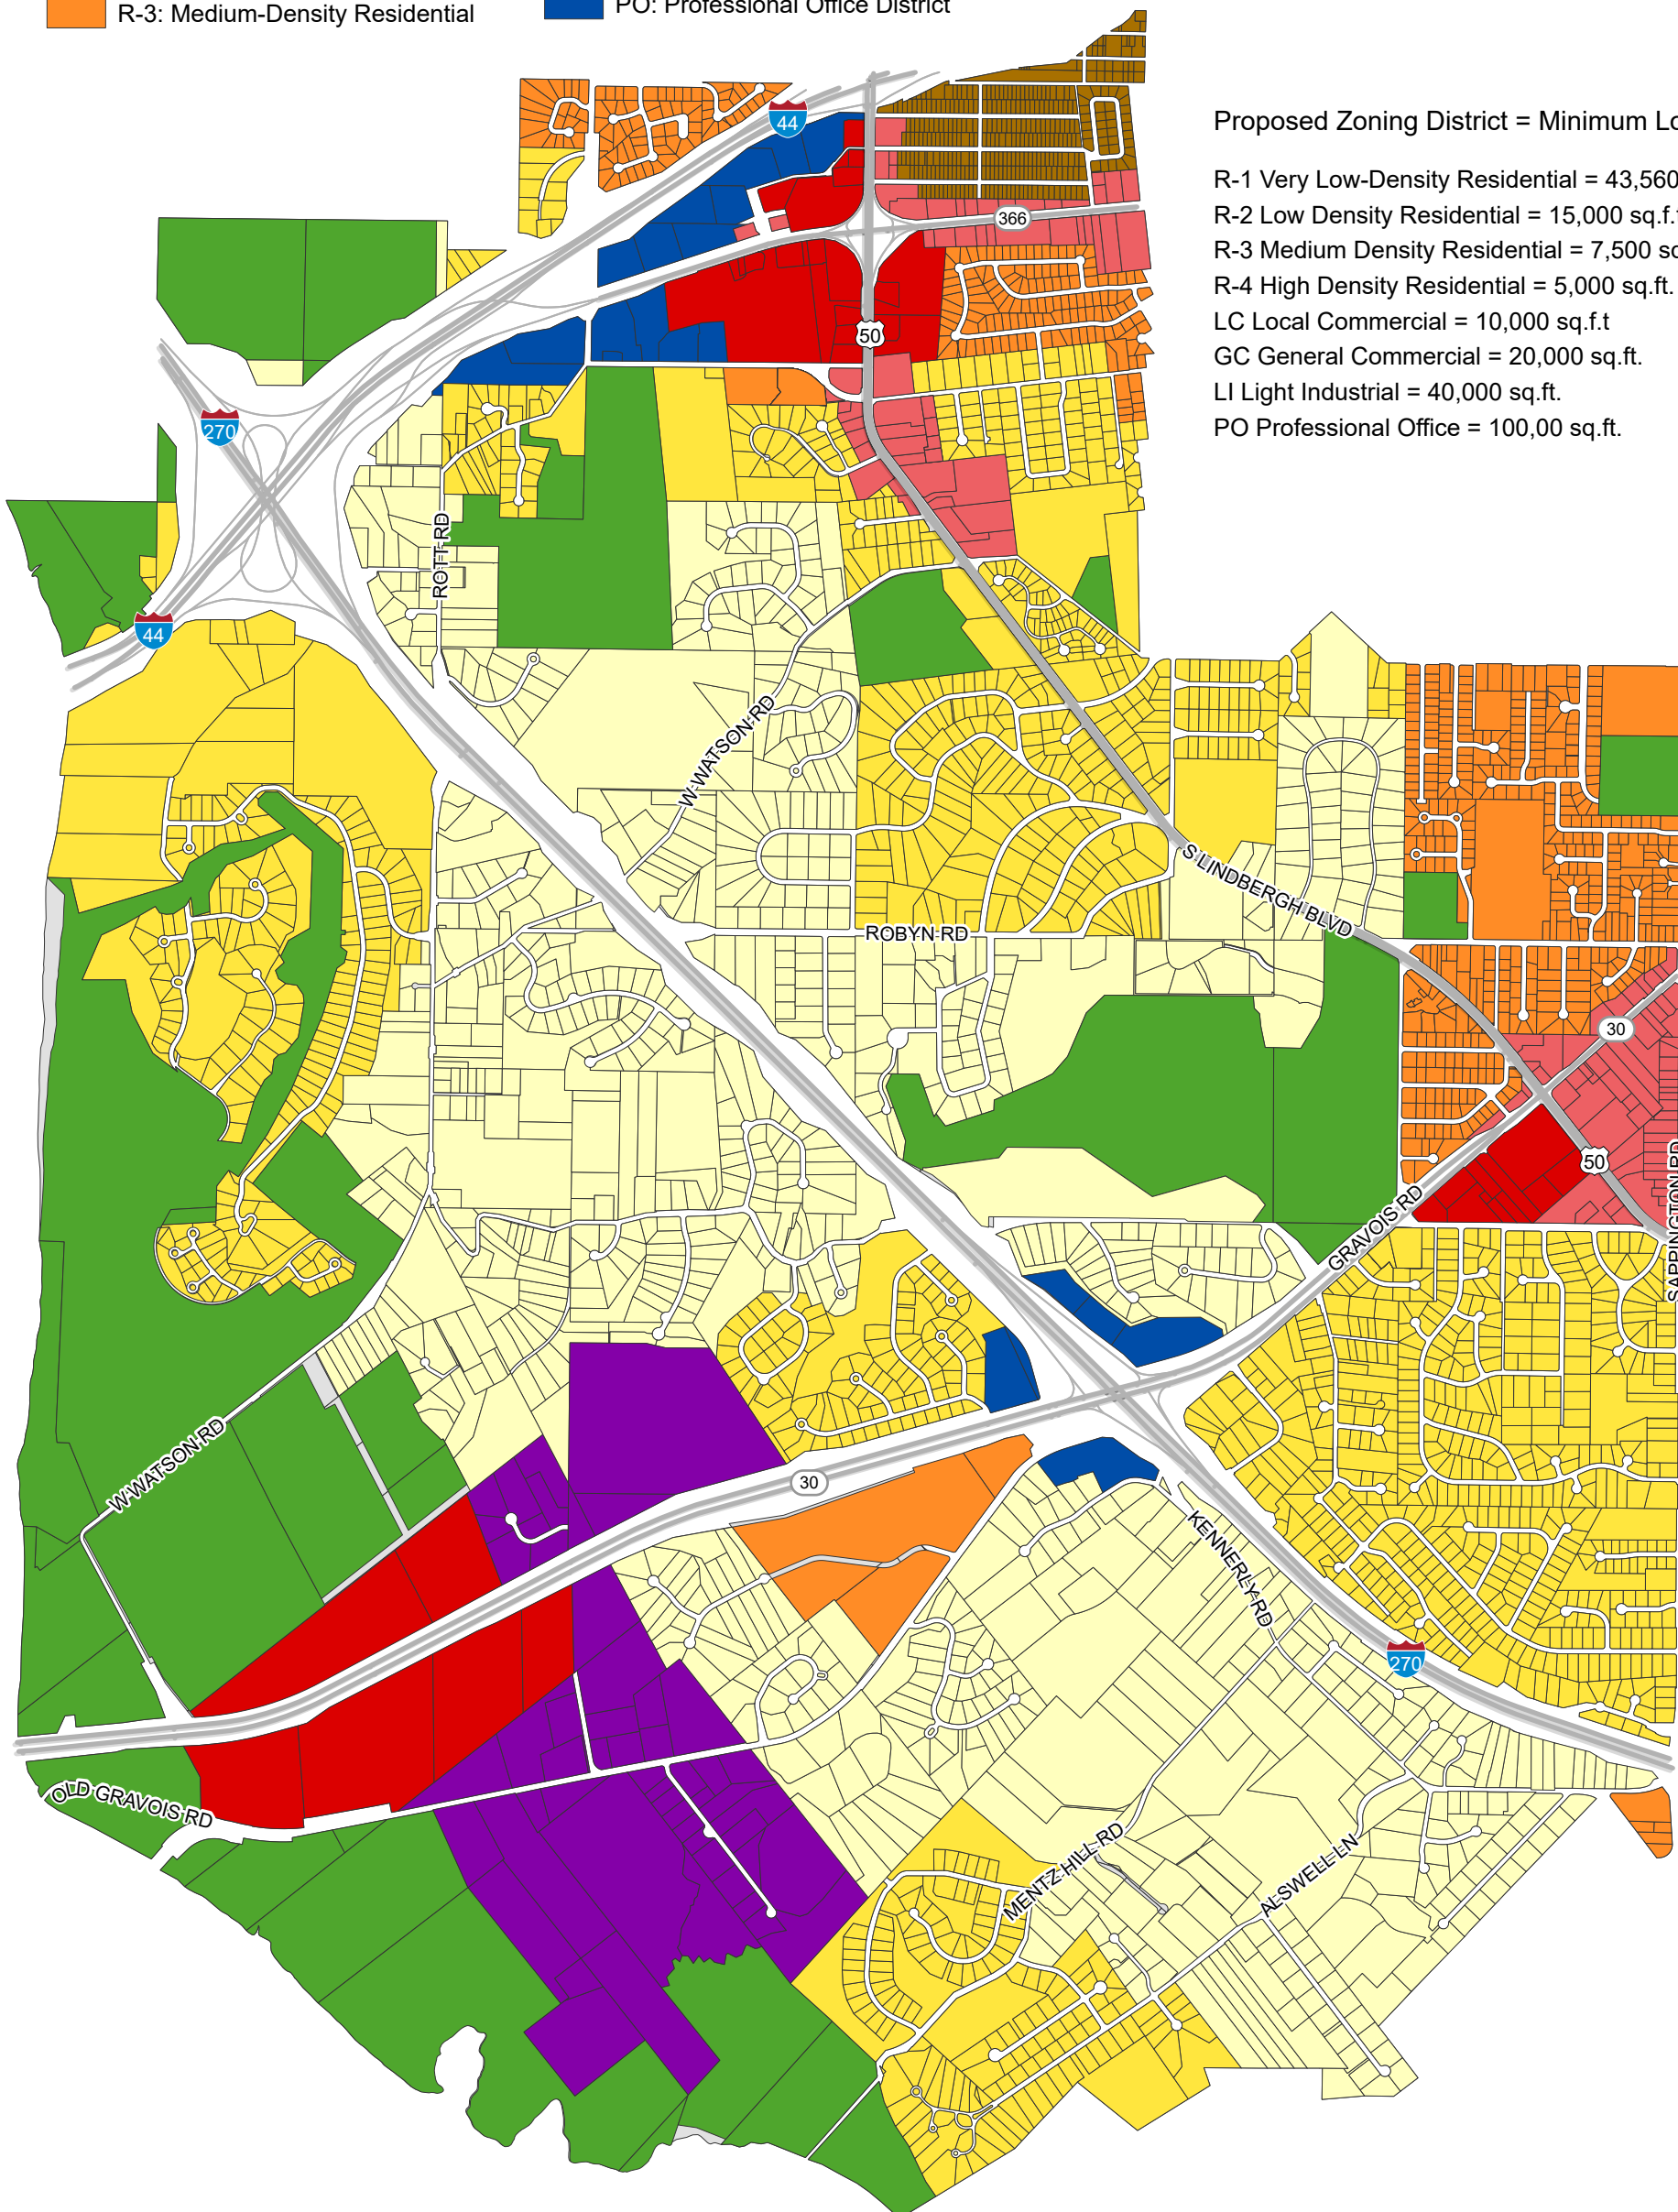 R-3: Medium-Density Residential
PO: Professional Office District
Proposed Zoning District = Minimum Lo
R-1 Very Low-Density Residential = 43,560
R-2 Low Density Residential = 15,000 sq.f.
R-3 Medium Density Residential = 7,500 sq
R-4 High Density Residential = 5,000 sq.ft.
LC Local Commercial = 10,000 sq.f.t
GC General Commercial = 20,000 sq.ft.
LI Light Industrial = 40,000 sq.ft.
PO Professional Office = 100,00 sq.ft.
44
366
50
270
ROTT RD
44
W WATSON RD
S LINDBERGH BLVD
ROBYN RD
30
50
SAPPINGTON RD
GRAVOIS RD
W WATSON RD
30
KENNERLY RD
270
OLD GRAVOIS RD
MENTZ HILL RD
ALSWELL LN